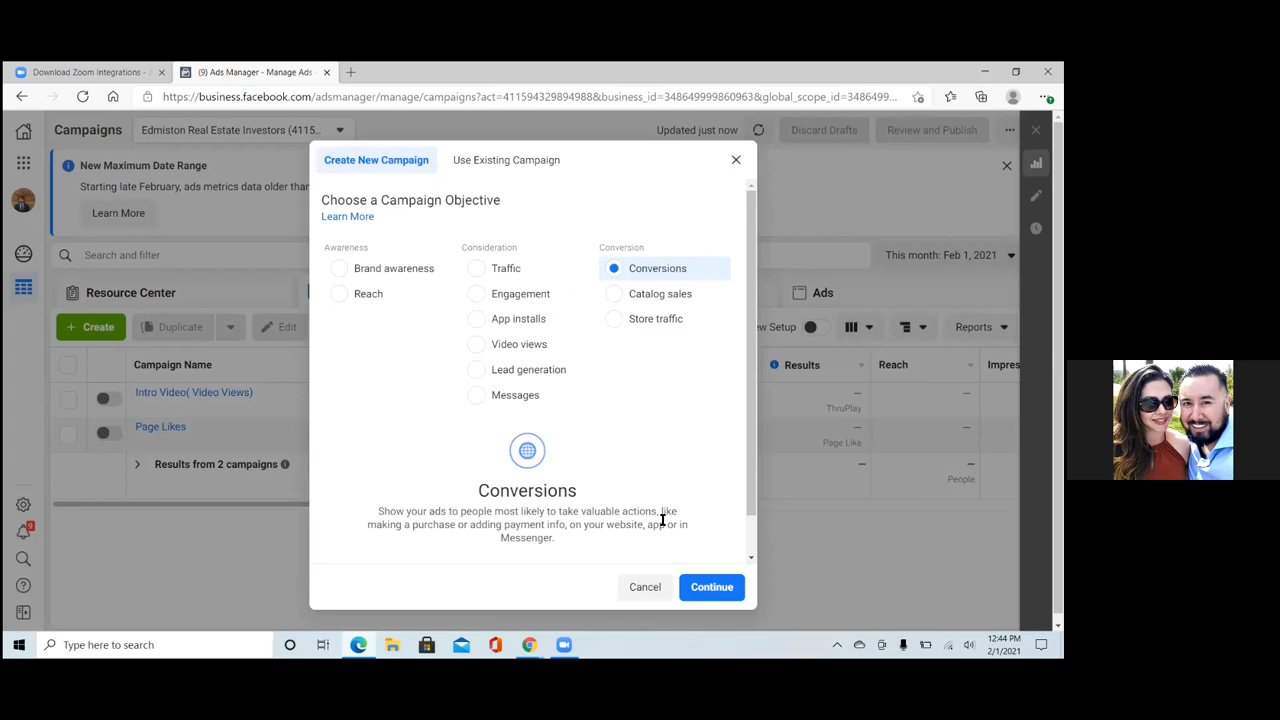 Download Zoom Integrations -
(9) Ads Manager - Manage Ads
https://business.facebook.com/adsmanager/manage/campaigns?act=411594329894988&business_id=348649999860963&global_scope_id=3486499...
Campaigns
Edmiston Real Estate Investors (4115...
Updated just now
Discard Drafts
Review and Publish
New Maximum Date Range
Starting late February, ads metrics data older than
Learn More
Search and filter
This month: Feb 1, 2021
Resource Center
Ads
+ Create
Duplicate
Edit
ew Setup
Reports
Campaign Name
Results
Reach
Impres
Intro Video( Video Views)
—
—
ThruPlay
Page Likes
—
—
Page Like
Results from 2 campaigns
—
—
People
Create New Campaign
Use Existing Campaign
Choose a Campaign Objective
Learn More
Awareness
Brand awareness
Reach
Consideration
Traffic
Engagement
App installs
Video views
Lead generation
Messages
Conversion
Conversions
Catalog sales
Store traffic
Conversions
Show your ads to people most likely to take valuable actions, like
making a purchase or adding payment info, on your website, app or in
Messenger.
Cancel
Continue
9
Type here to search
12:44 PM
2/1/2021